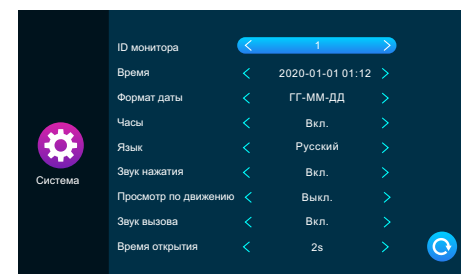 ID монитора 1
Время 2020-01-01 01:12
Формат даты ГГ-ММ-ДД
Часы Вкл.
Язык Русский
Звук нажатия Вкл.
Система
Просмотр по движению Выкл.
Звук вызова Вкл.
Время открытия 2s